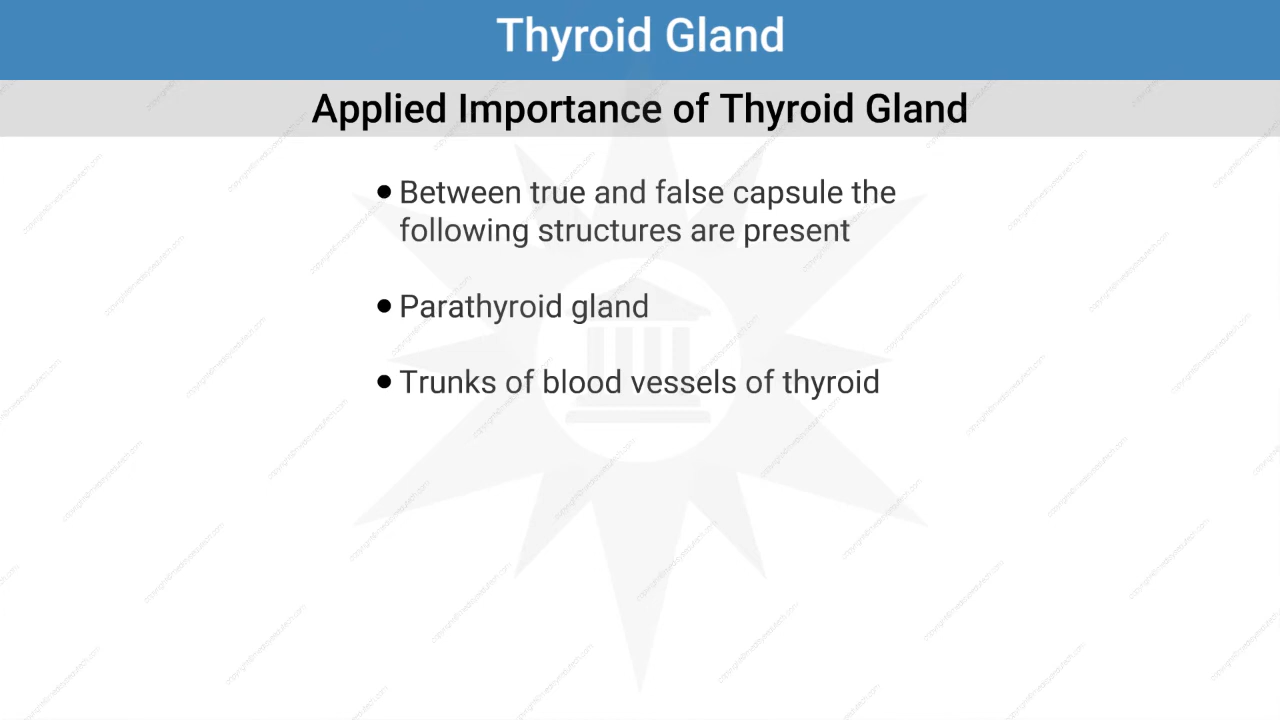 Thyroid Gland
Applied Importance of Thyroid Gland
● Between true and false capsule the
following structures are present
● Parathyroid gland
● Trunks of blood vessels of thyroid